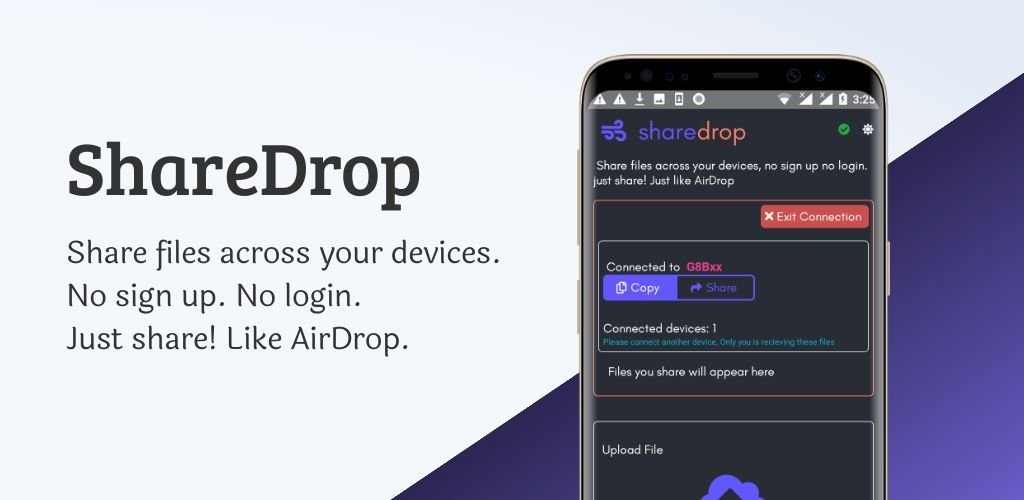 ShareDrop
Share files across your devices.
No sign up. No login.
Just share! Like AirDrop.
3:25
sharedrop
Share files across your devices, no sign up no login.
just share! Just like AirDrop
Exit Connection
Connected to G8Bxx
Copy Share
Connected devices: 1
Please connect another device, Only you is recieving these files
Files you share will appear here
Upload File